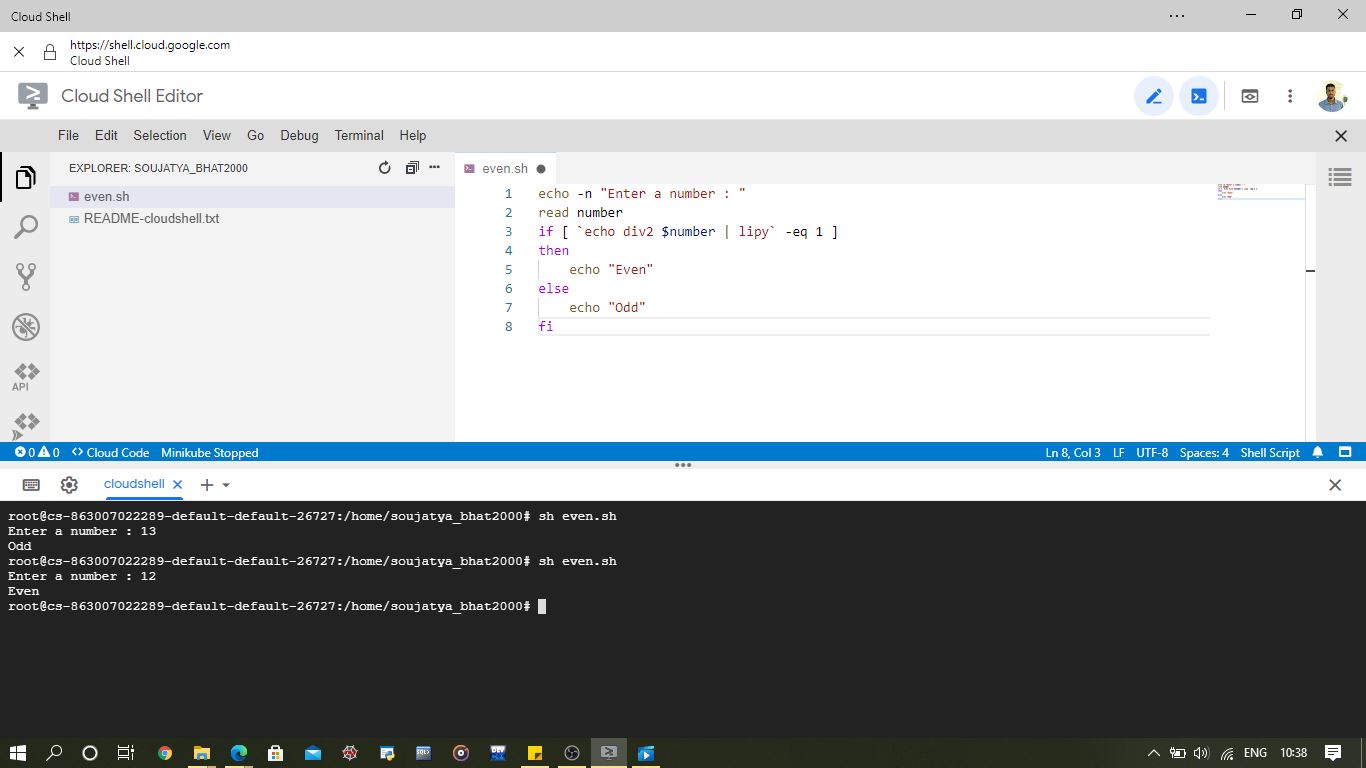 Cloud Shell
https://shell.cloud.google.com
Cloud Shell
Cloud Shell Editor
File Edit Selection View Go Debug Terminal Help
EXPLORER: SOUJATYA_BHAT2000
even.sh
README-cloudshell.txt
API
even.sh
1 echo -n "Enter a number : "
2 read number
3 if [ `echo div2 $number | lipy` -eq 1 ]
4 then
5 echo "Even"
6 else
7 echo "Odd"
8 fi
0 0 <> Cloud Code Minikube Stopped Ln 8, Col 3 LF UTF-8 Spaces: 4 Shell Script
cloudshell
root@cs-863007022289-default-default-26727:/home/soujatya_bhat2000# sh even.sh
Enter a number : 13
Odd
root@cs-863007022289-default-default-26727:/home/soujatya_bhat2000# sh even.sh
Enter a number : 12
Even
root@cs-863007022289-default-default-26727:/home/soujatya_bhat2000#
ENG 10:38